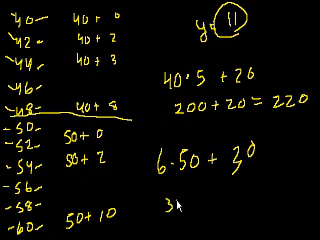 40 - 40 + 0
42 - 40 + 2
44 - 40 + 3
46 -
48 - 40 + 8
- 50 - 50 + 0
- 52 - 50 + 2
- 54 -
- 56 -
- 58 -
- 60 - 50 + 10
y = 11
40 · 5 + 20
200 + 20 = 220
6 · 50 + 30
3